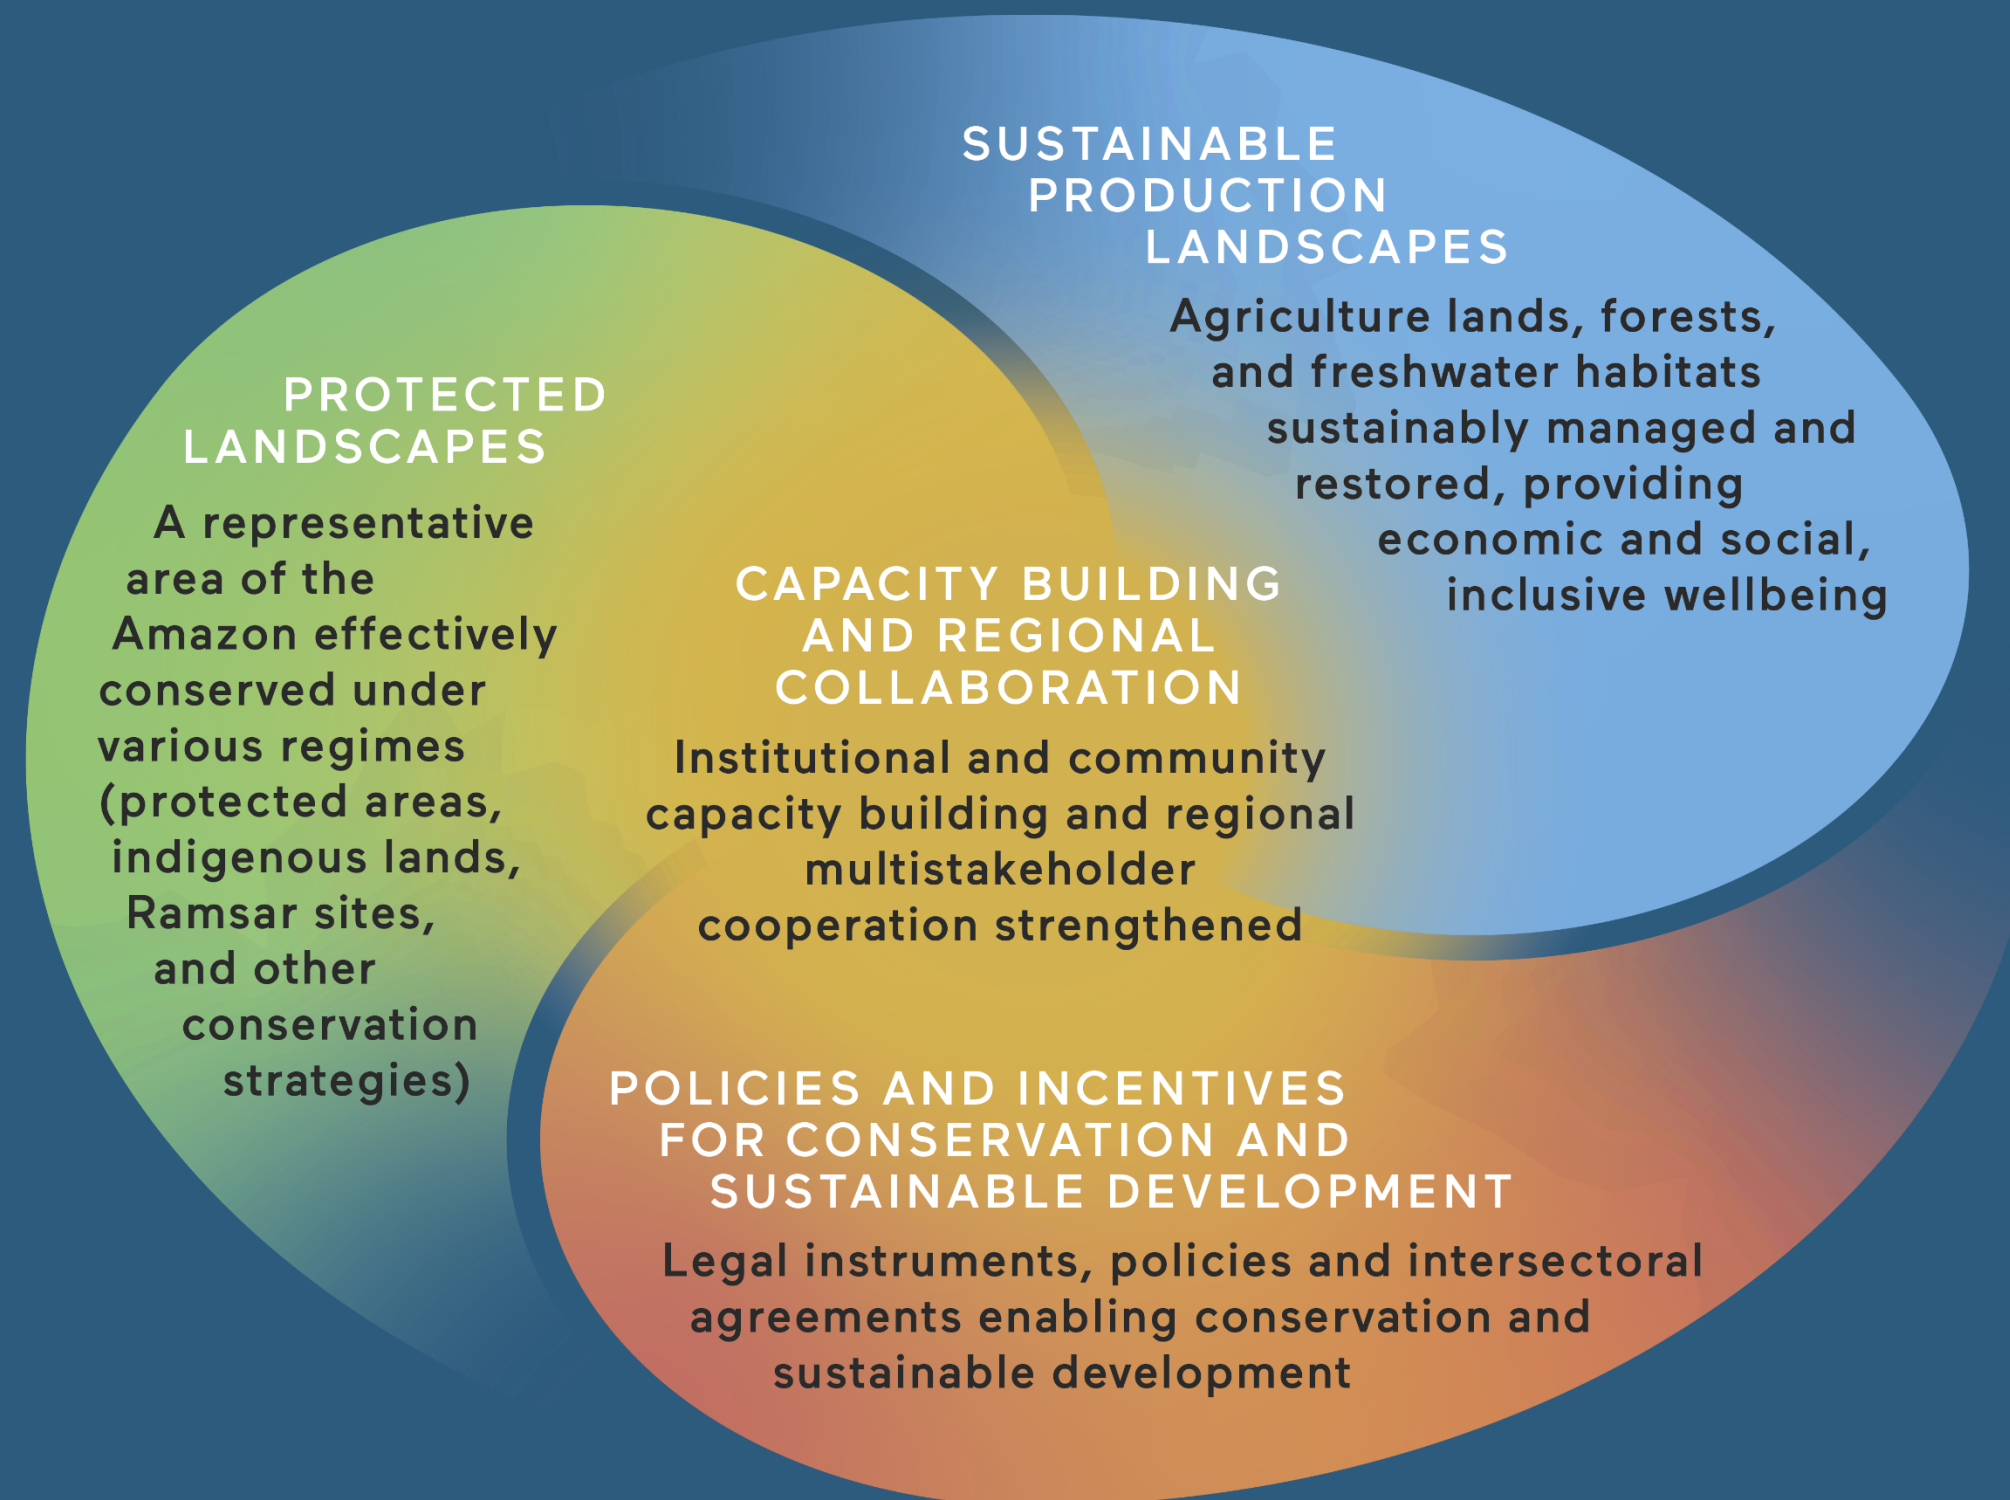 SUSTAINABLE
PRODUCTION
LANDSCAPES
Agriculture lands, forests,
and freshwater habitats
sustainably managed and
restored, providing
economic and social,
inclusive wellbeing
PROTECTED
LANDSCAPES
A representative
area of the
Amazon effectively
conserved under
various regimes
(protected areas,
indigenous lands,
Ramsar sites,
and other
conservation
strategies)
CAPACITY BUILDING
AND REGIONAL
COLLABORATION
Institutional and community
capacity building and regional
multistakeholder
cooperation strengthened
POLICIES AND INCENTIVES
FOR CONSERVATION AND
SUSTAINABLE DEVELOPMENT
Legal instruments, policies and intersectoral
agreements enabling conservation and
sustainable development